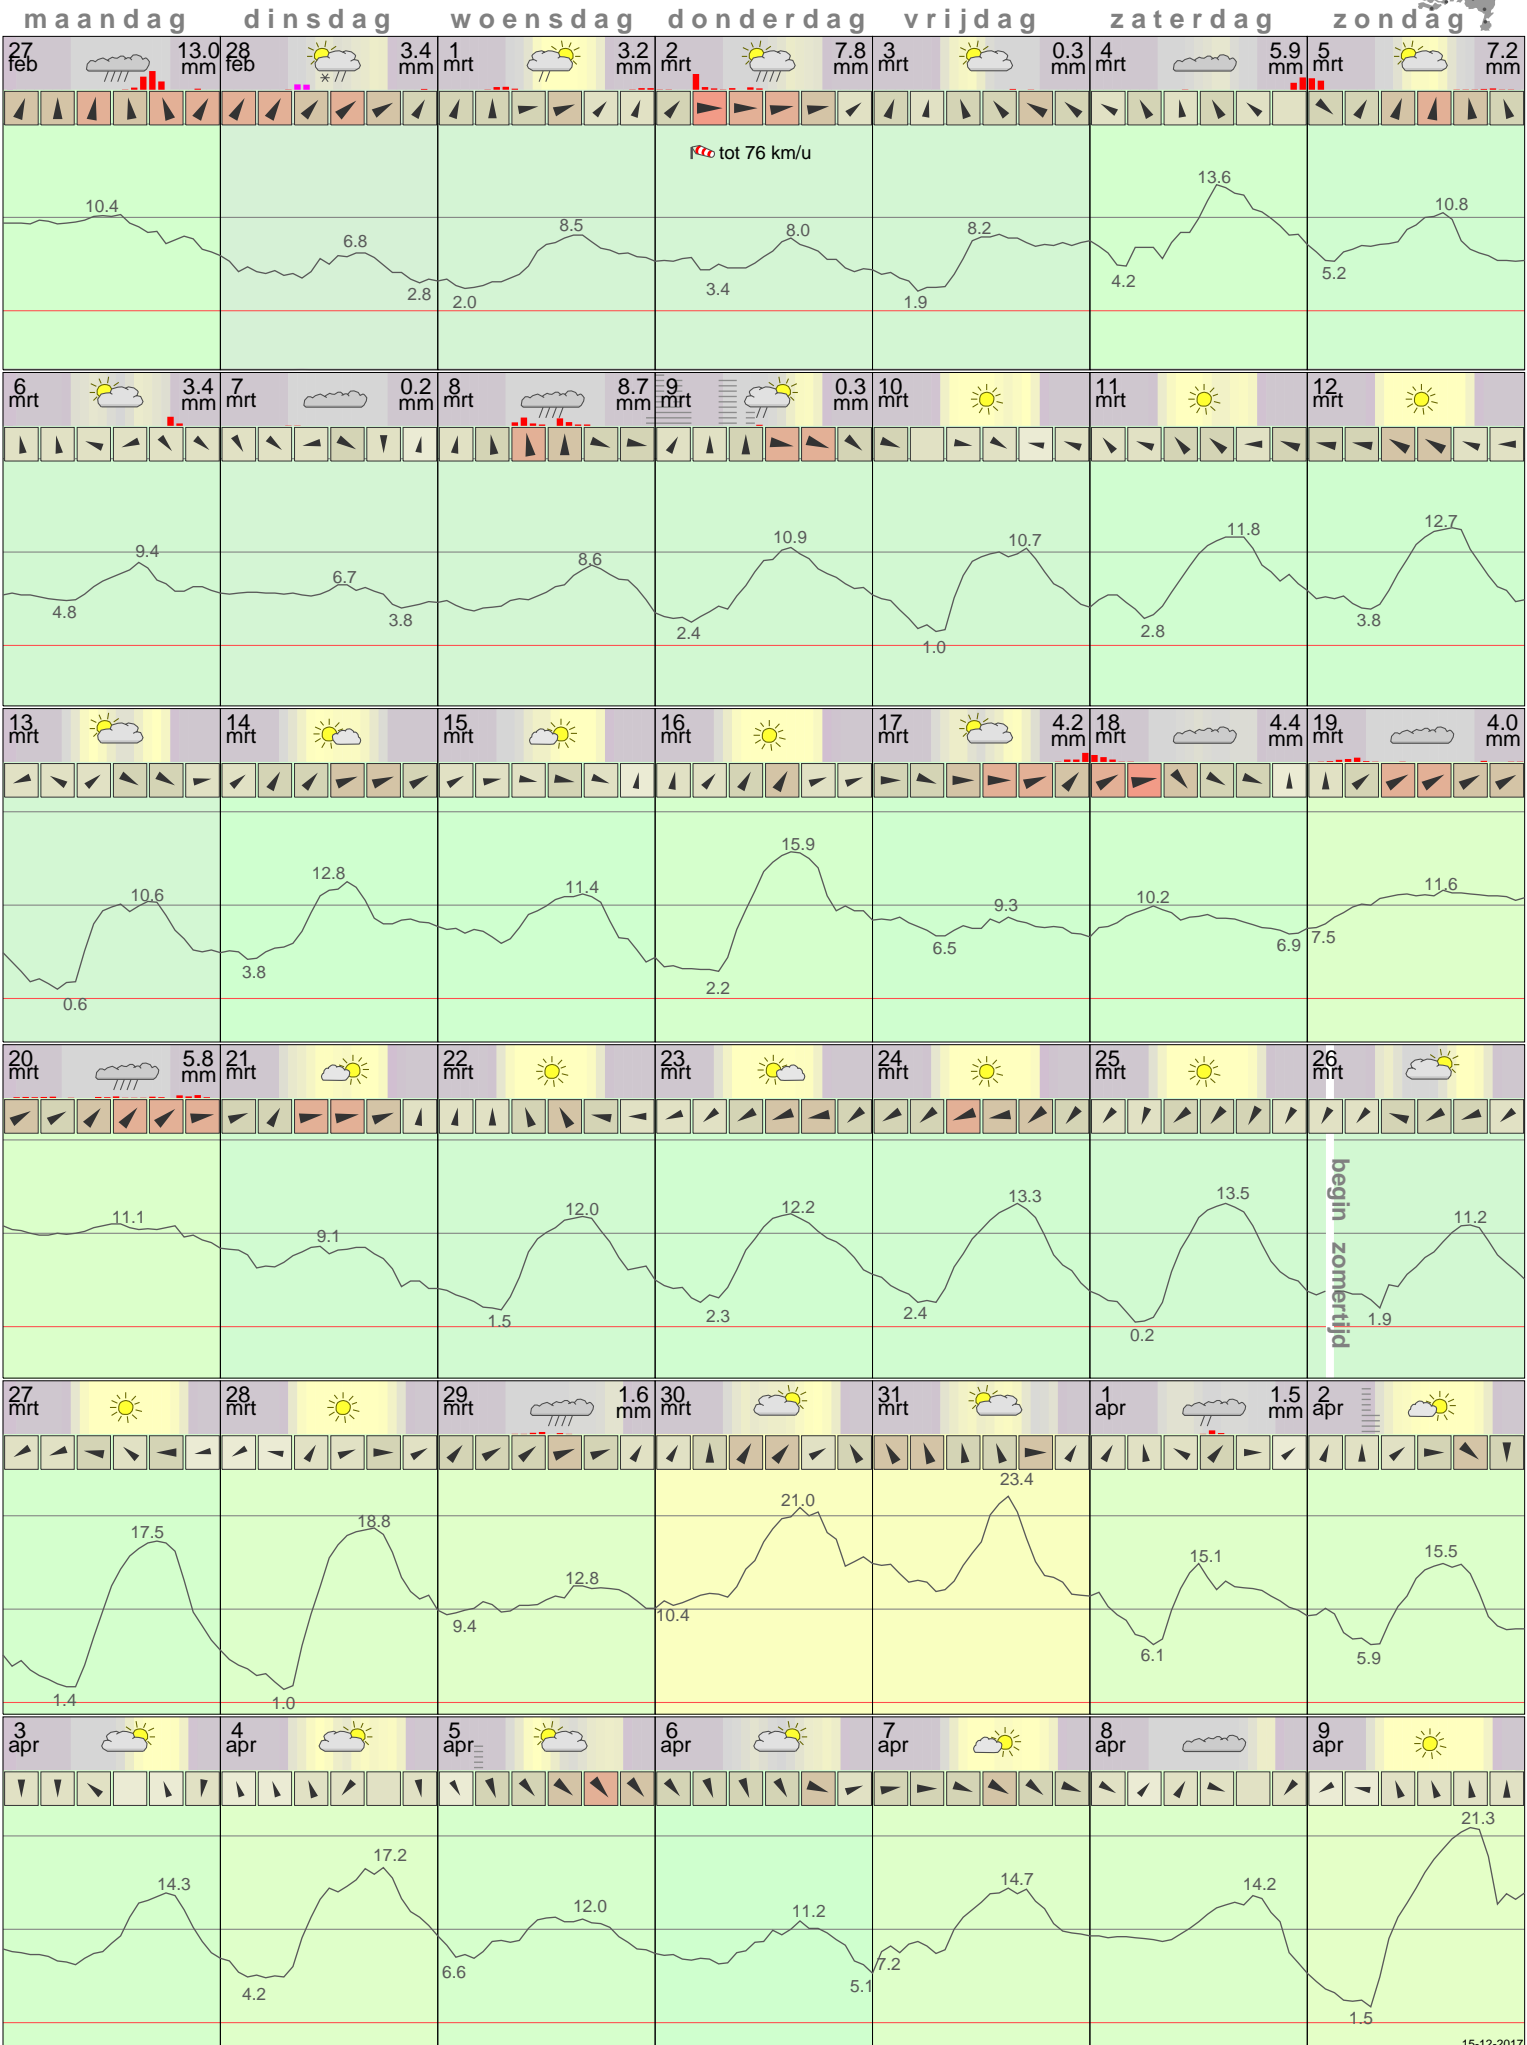 maandag dinsdag woensdag donderdag vrijdag zaterdag zondag
27 feb 13.0 mm 28 feb 3.4 mm 1 mrt 3.2 mm 2 mrt 7.8 mm 3 mrt 0.3 mm 4 mrt 5.9 mm 5 mrt 7.2 mm
tot 76 km/u
10.4 6.8 2.8 2.0 8.5 3.4 8.0 1.9 8.2 4.2 13.6 5.2 10.8
6 mrt 3.4 mm 7 mrt 0.2 mm 8 mrt 8.7 mm 9 mrt 0.3 mm 10 mrt 11 mrt 12 mrt
4.8 9.4 6.7 3.8 8.6 2.4 10.9 1.0 10.7 2.8 11.8 3.8 12.7
13 mrt 14 mrt 15 mrt 16 mrt 17 mrt 4.2 mm 18 mrt 4.4 mm 19 mrt 4.0 mm
0.6 10.6 3.8 12.8 11.4 2.2 15.9 6.5 9.3 10.2 6.9 7.5 11.6
20 mrt 5.8 mm 21 mrt 22 mrt 23 mrt 24 mrt 25 mrt 26 mrt
11.1 9.1 1.5 12.0 2.3 12.2 2.4 13.3 0.2 13.5 1.9 11.2
begin zomertijd
27 mrt 28 mrt 29 mrt 1.6 mm 30 mrt 31 mrt 1 apr 1.5 mm 2 apr
1.4 17.5 1.0 18.8 9.4 12.8 10.4 21.0 23.4 6.1 15.1 5.9 15.5
3 apr 4 apr 5 apr 6 apr 7 apr 8 apr 9 apr
14.3 4.2 17.2 6.6 12.0 11.2 5.1 7.2 14.7 14.2 1.5 21.3
15-12-2017